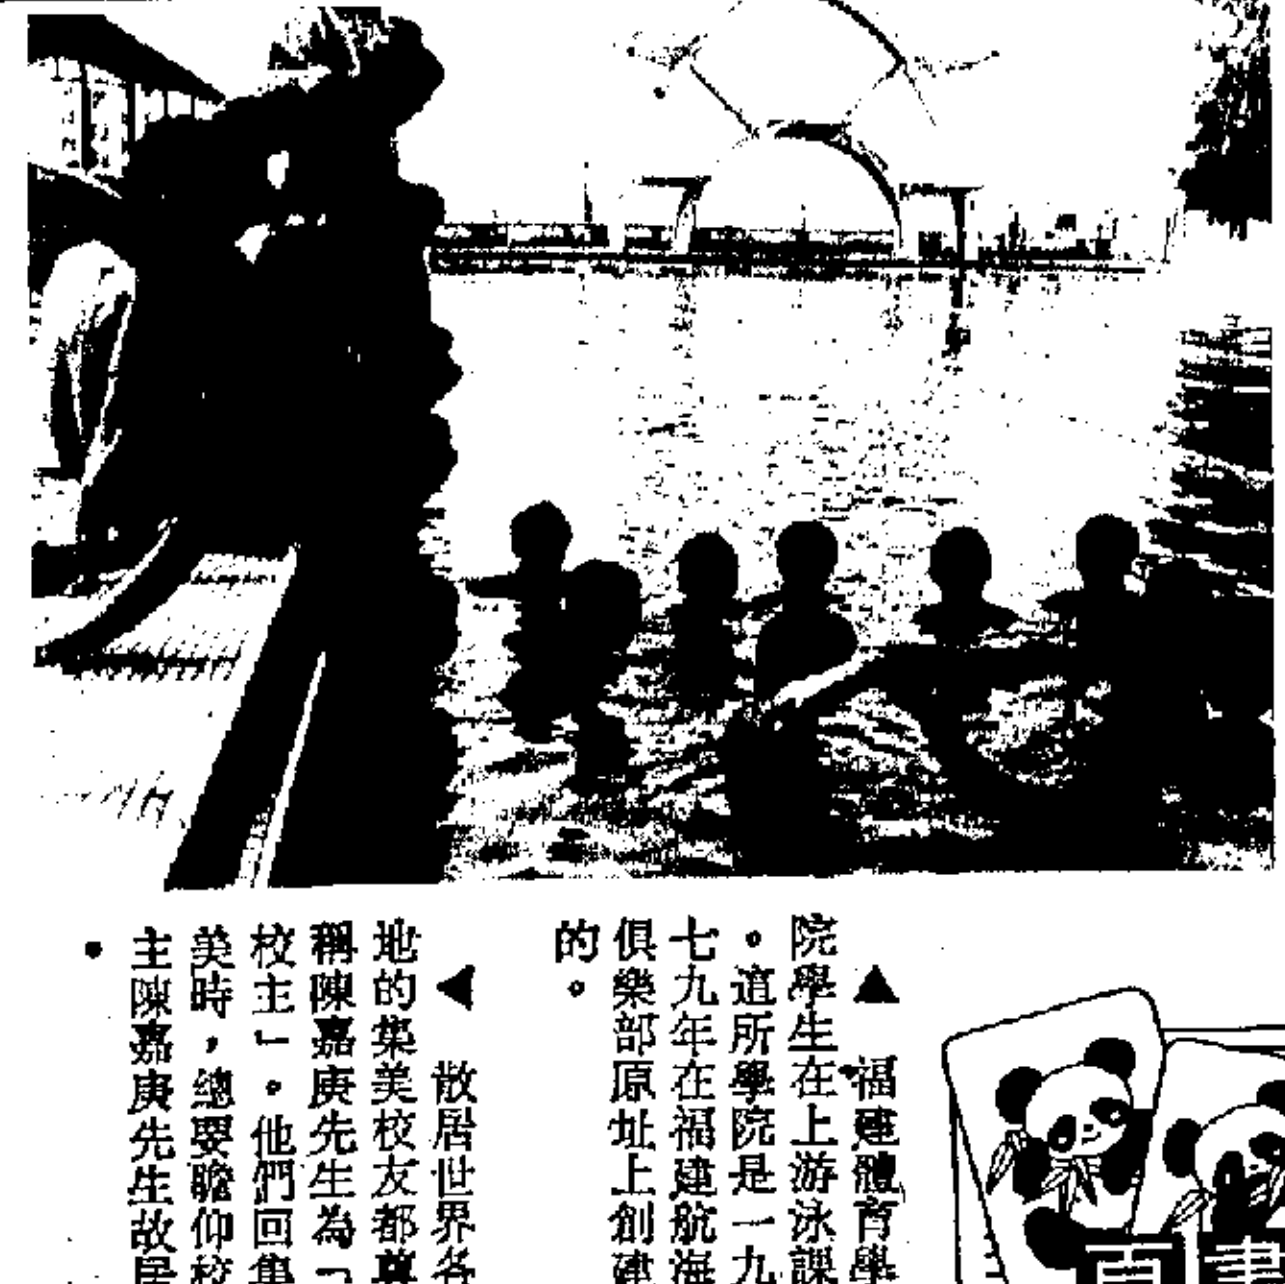 ▲ 福建體育學
院學生在上游泳課
。這所學院是一九
七九年在福建航海
俱樂部原址上創建
的。
◀ 散居世界各
地的集美校友都尊
稱陳嘉庚先生為「
校主」。他們回集
美時，總要瞻仰校
主陳嘉庚先生故居
。